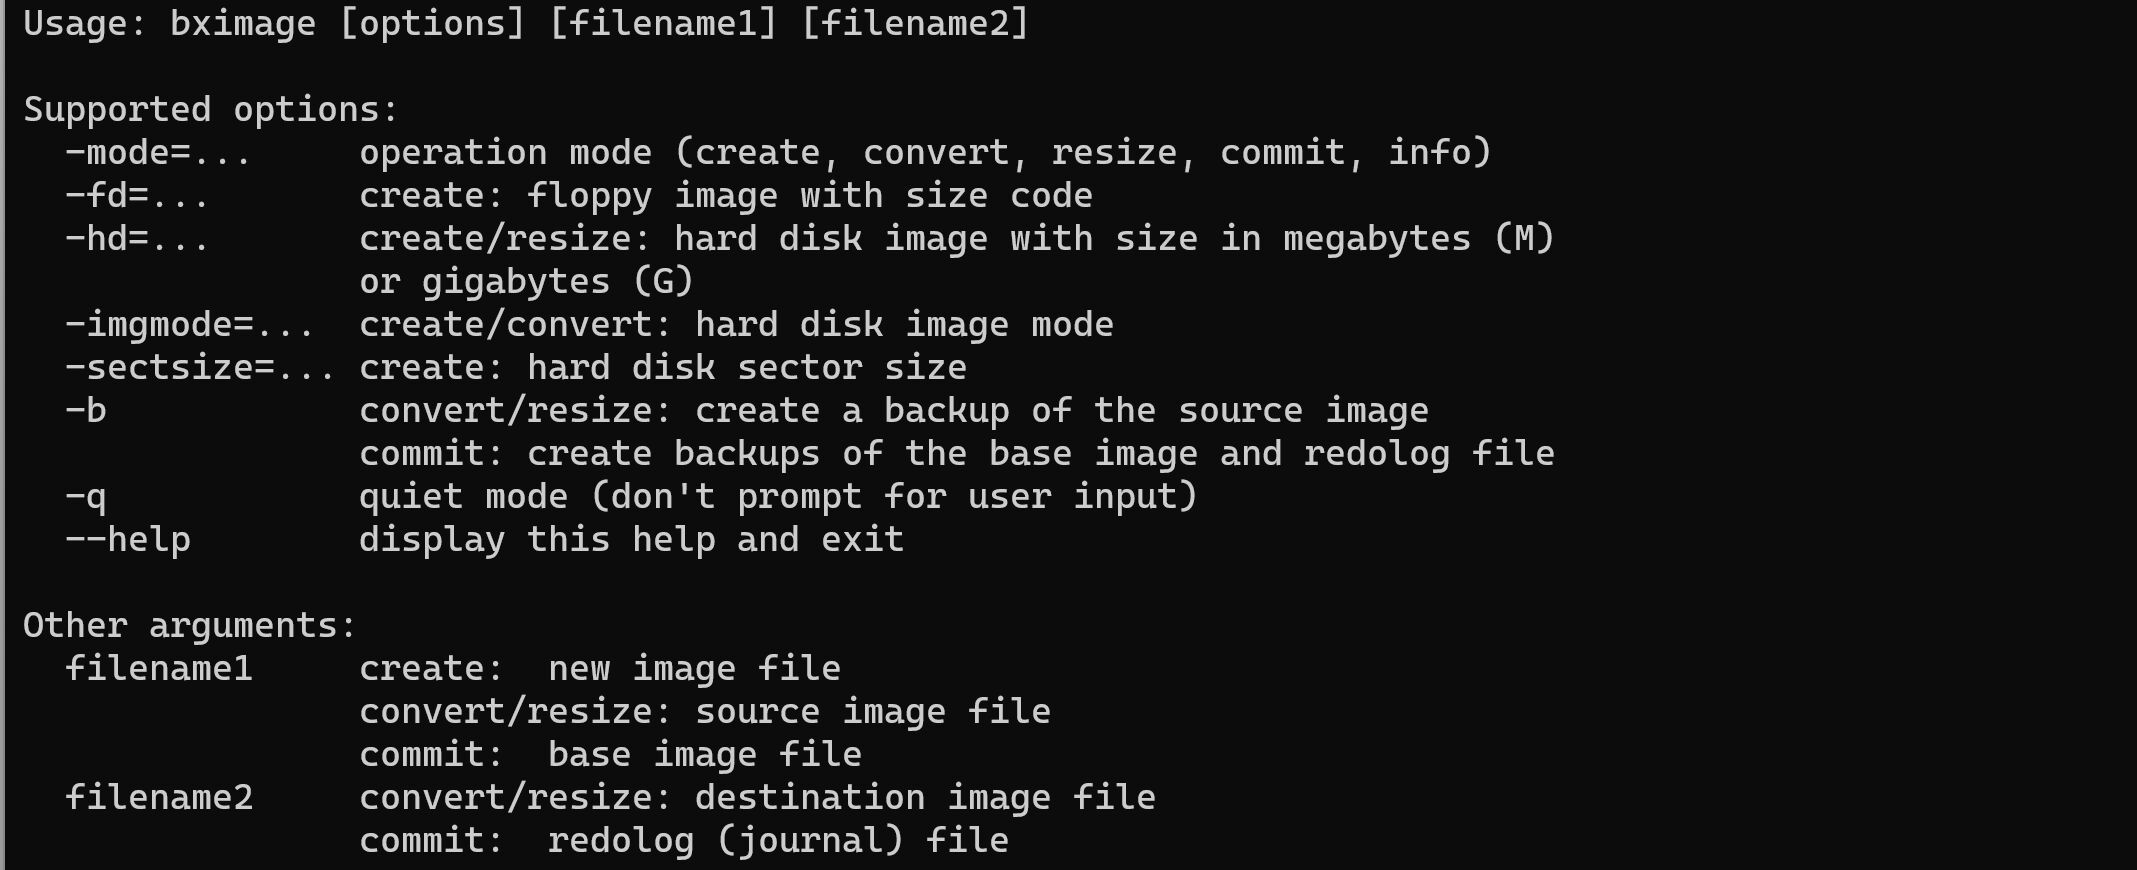 Usage: bximage [options] [filename1] [filename2]

Supported options:
  -mode=...     operation mode (create, convert, resize, commit, info)
  -fd=...       create: floppy image with size code
  -hd=...       create/resize: hard disk image with size in megabytes (M)
                or gigabytes (G)
  -imgmode=...  create/convert: hard disk image mode
  -sectsize=... create: hard disk sector size
  -b            convert/resize: create a backup of the source image
                commit: create backups of the base image and redolog file
  -q            quiet mode (don't prompt for user input)
  --help        display this help and exit

Other arguments:
  filename1     create:  new image file
                convert/resize: source image file
                commit:  base image file
  filename2     convert/resize: destination image file
                commit:  redolog (journal) file